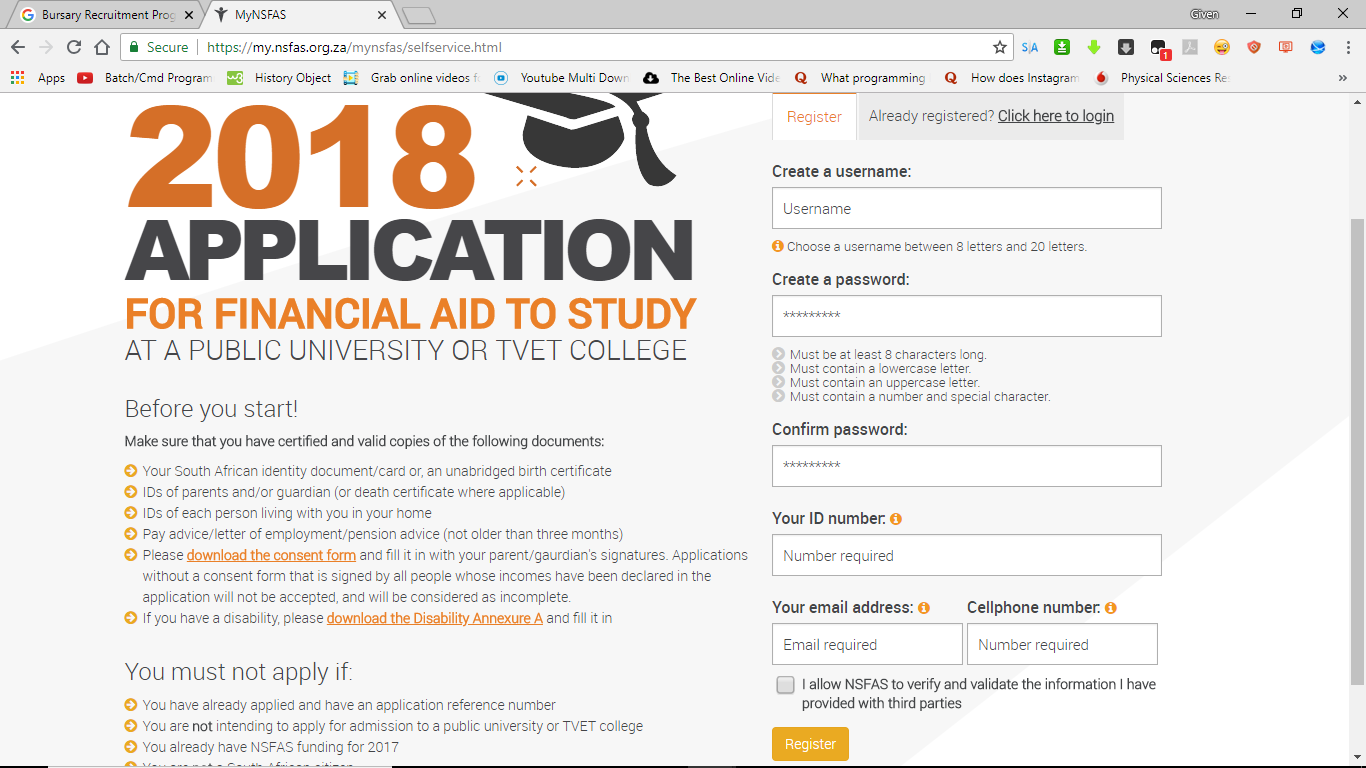 Bursary Recruitment Prog
MyNSFAS
Given
Secure
https://my.nsfas.org.za/mynsfas/selfservice.html
S|A
1
Apps
Batch/Cmd Program
History Object
Grab online videos f
Youtube Multi Down
The Best Online Vide
What programming
How does Instagram
Physical Sciences Re
»
2018
APPLICATION
FOR FINANCIAL AID TO STUDY
AT A PUBLIC UNIVERSITY OR TVET COLLEGE
Before you start!
Make sure that you have certified and valid copies of the following documents:
Your South African identity document/card or, an unabridged birth certificate
IDs of parents and/or guardian (or death certificate where applicable)
IDs of each person living with you in your home
Pay advice/letter of employment/pension advice (not older than three months)
Please download the consent form and fill it in with your parent/gaurdian's signatures. Applications
without a consent form that is signed by all people whose incomes have been declared in the
application will not be accepted, and will be considered as incomplete.
If you have a disability, please download the Disability Annexure A and fill it in
You must not apply if:
You have already applied and have an application reference number
You are not intending to apply for admission to a public university or TVET college
You already have NSFAS funding for 2017
You are not a South African citizen
Register
Already registered? Click here to login
Create a username:
Username
Choose a username between 8 letters and 20 letters.
Create a password:
*********
Must be at least 8 characters long.
Must contain a lowercase letter.
Must contain an uppercase letter.
Must contain a number and special character.
Confirm password:
*********
Your ID number:
Number required
Your email address:
Cellphone number:
Email required
Number required
I allow NSFAS to verify and validate the information I have
provided with third parties
Register